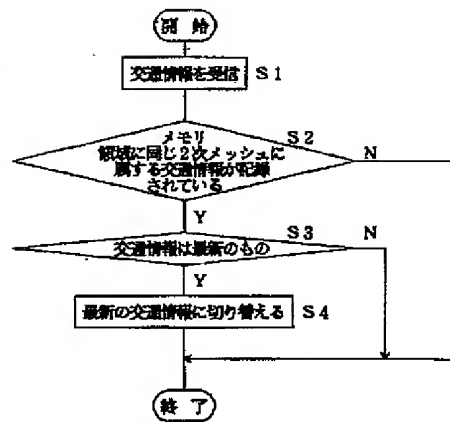 開 始
交通情報を受信 S1
メモリ S2
領域に同じ2次メッシュに N
属する交通情報が記録
されている
Y
S3
交通情報は最新のもの N
Y
最新の交通情報に切り替える S4
終 了